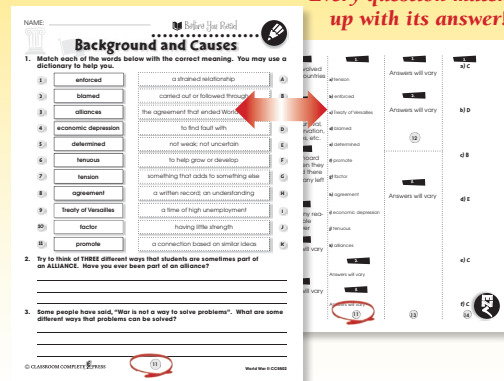 Every question match
up with its answer!
NAME:
Before You Read
Background and Causes
1. Match each of the words below with the correct meaning. You may use a
dictionary to help you.
1 enforced a strained relationship A
2 blamed carried out or followed through B
3 alliances the agreement that ended World
4 economic depression to find fault with D
5 determined not weak; not uncertain E
6 tenuous to help grow or develop F
7 tension something that adds to something else G
8 agreement a written record; an understanding H
9 Treaty of Versailles a time of high unemployment I
10 factor having little strength J
11 promote a connection based on similar ideas K
2. Try to think of THREE different ways that students are sometimes part of
an ALLIANCE. Have you ever been part of an alliance?
3. Some people have said, "War is not a way to solve problems". What are some
different ways that problems can be solved?
© CLASSROOM COMPLETE PRESS
11
World War II CC5502
a) tension
b) enforced
c) Treaty of Versailles
d) blamed
e) determined
f) promote
g) factor
h) agreement
i) economic depression
j) tenuous
k) alliances
Answers will vary
Answers will vary
11
Answers will vary
Answers will vary
12
Answers will vary
13
a) C
b) D
c) B
d) E
e) C
f) C
14
EZY